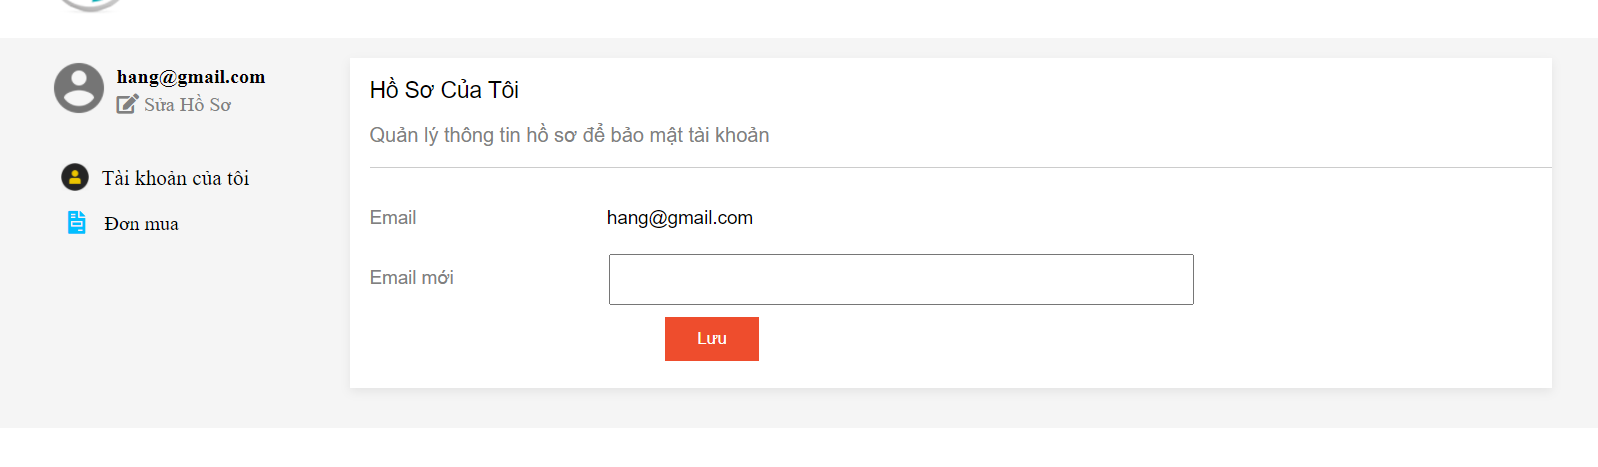 hang@gmail.com
Sửa Hồ Sơ
Tài khoản của tôi
Đơn mua
Hồ Sơ Của Tôi
Quản lý thông tin hồ sơ để bảo mật tài khoản
Email hang@gmail.com
Email mới
Lưu